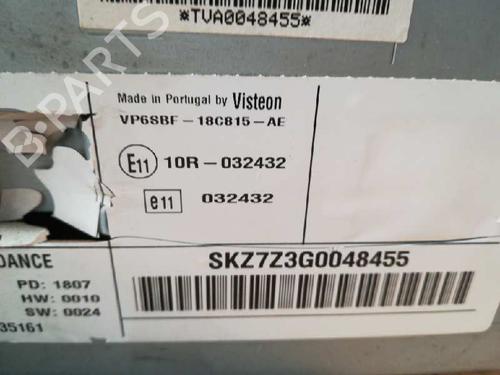 *TVA0048455*
B-PARTS
Made in Portugal by Visteon
VP6SBF-18C815-AE
E11 10R-032432
e11 032432
DANCE
PD: 1807
HW: 0010
SW: 0024
35161
SKZ7Z3G0048455